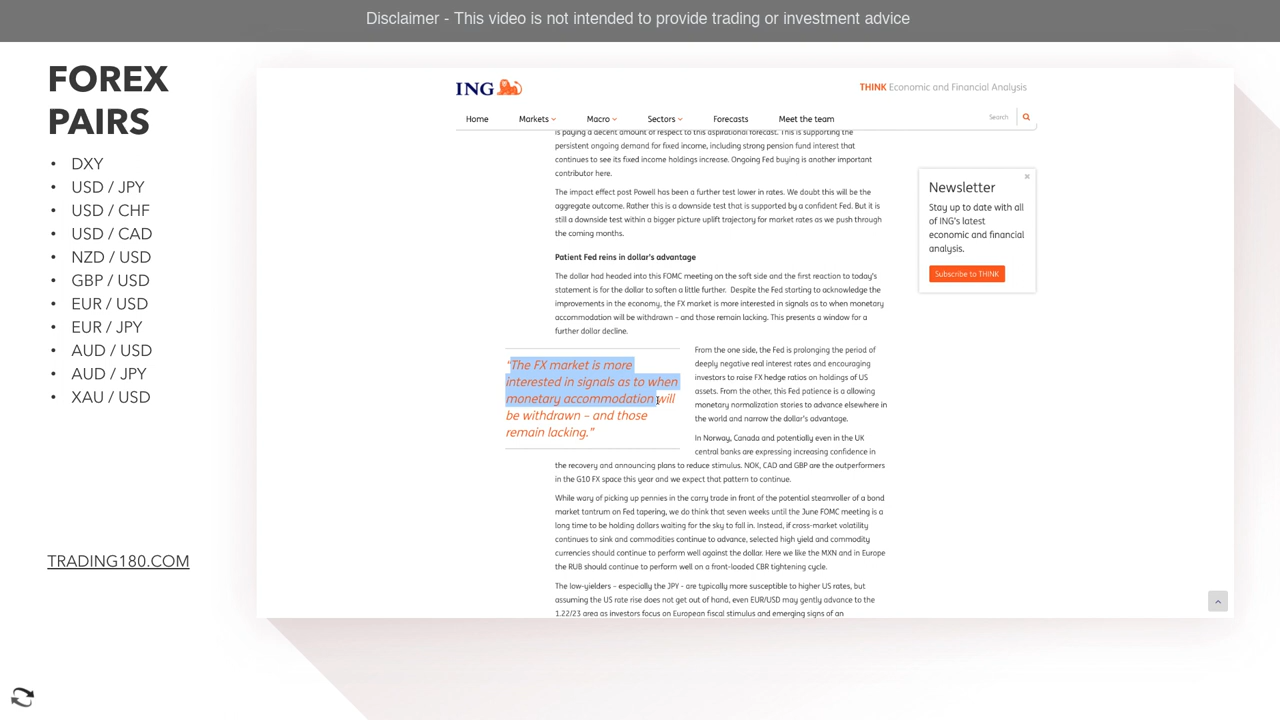 Disclaimer - This video is not intended to provide trading or investment advice
FOREX
PAIRS
• DXY
• USD / JPY
• USD / CHF
• USD / CAD
• NZD / USD
• GBP / USD
• EUR / USD
• EUR / JPY
• AUD / USD
• AUD / JPY
• XAU / USD
TRADING180.COM
ING
THINK Economic and Financial Analysis
Home Markets Macro Sectors Forecasts Meet the team
Search
is paying a decent amount of respect to this aspirational forecast. This is supporting the
persistent ongoing demand for fixed income, including strong pension fund interest that
continues to see its fixed income holdings increase. Ongoing Fed buying is another important
contributor here.
The impact effect post Powell has been a further test lower in rates. We doubt this will be the
aggregate outcome. Rather this is a downside test that is supported by a confident Fed. But it is
still a downside test within a bigger picture uplift trajectory for market rates as we push through
the coming months.
Patient Fed reins in dollar's advantage
The dollar had headed into this FOMC meeting on the soft side and the first reaction to today's
statement is for the dollar to soften a little further. Despite the Fed starting to acknowledge the
improvements in the economy, the FX market is more interested in signals as to when monetary
accommodation will be withdrawn – and those remain lacking. This presents a window for a
further dollar decline.
"The FX market is more
interested in signals as to when
monetary accommodation will
be withdrawn – and those
remain lacking."
From the one side, the Fed is prolonging the period of
deeply negative real interest rates and encouraging
investors to raise FX hedge ratios on holdings of US
assets. From the other, this Fed patience is a allowing
monetary normalization stories to advance elsewhere in
the world and narrow the dollar's advantage.
In Norway, Canada and potentially even in the UK
central banks are expressing increasing confidence in
the recovery and announcing plans to reduce stimulus. NOK, CAD and GBP are the outperformers
in the G10 FX space this year and we expect that pattern to continue.
While wary of picking up pennies in the carry trade in front of the potential steamroller of a bond
market tantrum on Fed tapering, we do think that seven weeks until the June FOMC meeting is a
long time to be holding dollars waiting for the sky to fall in. Instead, if cross-market volatility
continues to sink and commodities continue to advance, selected high yield and commodity
currencies should continue to perform well against the dollar. Here we like the MXN and in Europe
the RUB should continue to perform well on a front-loaded CBR tightening cycle.
The low-yielders – especially the JPY - are typically more susceptible to higher US rates, but
assuming the US rate rise does not get out of hand, even EUR/USD may gently advance to the
1.22/23 area as investors focus on European fiscal stimulus and emerging signs of an
Newsletter
Stay up to date with all
of ING's latest
economic and financial
analysis.
Subscribe to THINK